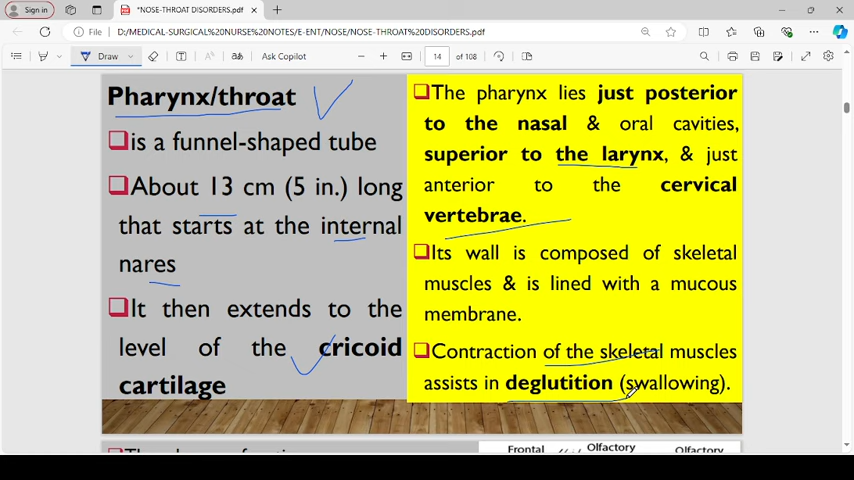 Sign in
*NOSE-THROAT DISORDERS.pdf
File
D:/MEDICAL-SURGICAL%20NURSE%20NOTES/E-ENT/NOSE/NOSE-THROAT%20DISORDERS.pdf
Draw
Ask Copilot
14 of 108
Pharynx/throat
is a funnel-shaped tube
About 13 cm (5 in.) long
that starts at the internal
nares
It then extends to the
level of the cricoid
cartilage
The pharynx lies just posterior
to the nasal & oral cavities,
superior to the larynx, & just
anterior to the cervical
vertebrae.
Its wall is composed of skeletal
muscles & is lined with a mucous
membrane.
Contraction of the skeletal muscles
assists in deglutition (swallowing).
Frontal
Olfactory
Olfactory